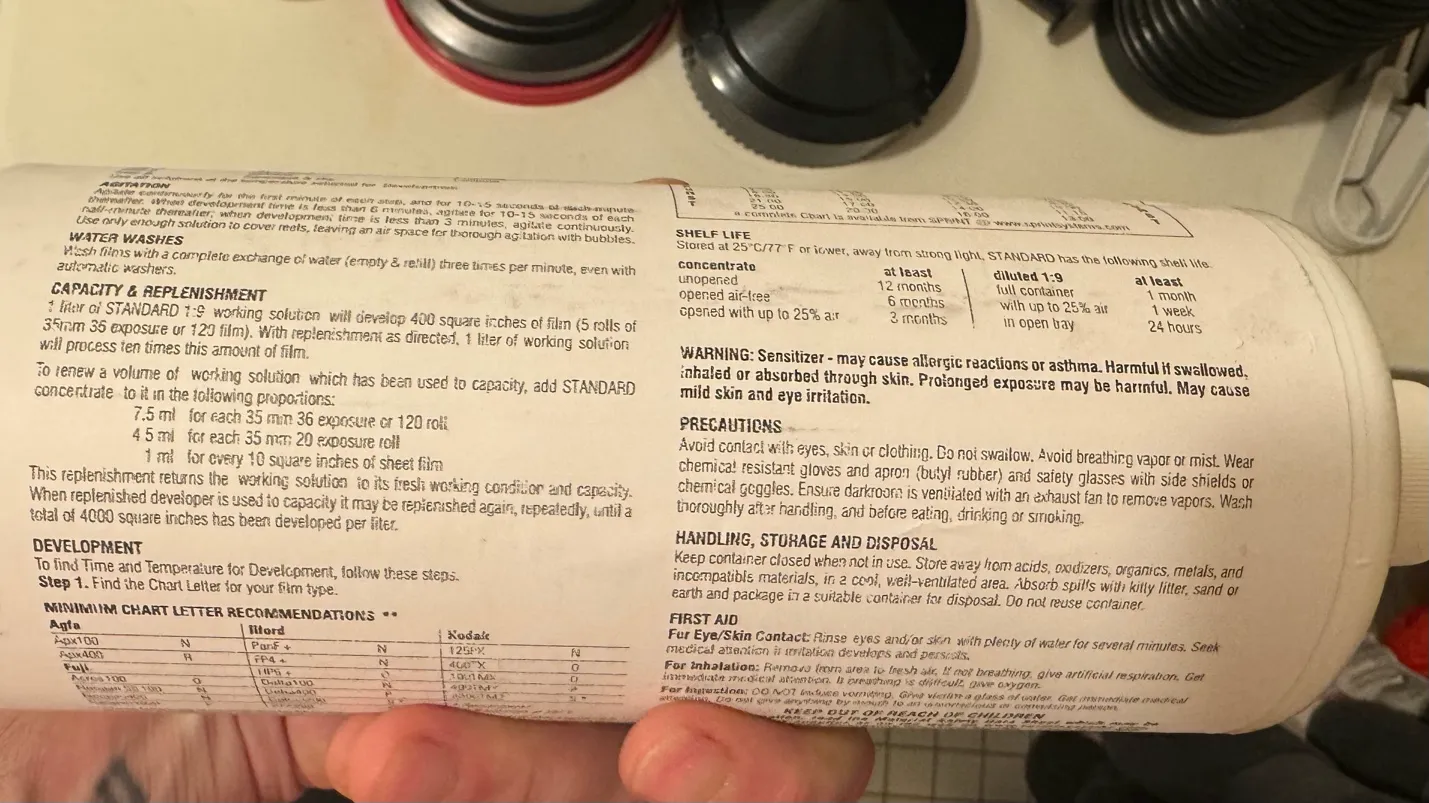 AGITATION
Agitate continuously for the first minute of each step, and for 10-15 seconds of each minute
thereafter. When development time is less than 6 minutes, agitate for 10-15 seconds of each
half-minute thereafter; when development time is less than 3 minutes, agitate continuously.
Use only enough solution to cover reels, leaving an air space for thorough agitation with bubbles.
WATER WASHES
Wash films with a complete exchange of water (empty & refill) three times per minute, even with
automatic washers.
CAPACITY & REPLENISHMENT
1 liter of STANDARD 1:9 working solution will develop 400 square inches of film (5 rolls of
35mm 36 exposure or 120 film). With replenishment as directed, 1 liter of working solution
will process ten times this amount of film.
To renew a volume of working solution which has been used to capacity, add STANDARD
concentrate to it in the following proportions:
7.5 ml for each 35 mm 36 exposure or 120 roll
4.5 ml for each 35 mm 20 exposure roll
1 ml for every 10 square inches of sheet film
This replenishment returns the working solution to its fresh working condition and capacity.
When replenished developer is used to capacity it may be replenished again, repeatedly, until a
total of 4000 square inches has been developed per liter.
DEVELOPMENT
To find Time and Temperature for Development, follow these steps.
Step 1. Find the Chart Letter for your film type.
MINIMUM CHART LETTER RECOMMENDATIONS **
Agfa Ilford Kodak
Apx100 N PanF + N 125PX N
Apx400 R FP4 + N 400TX O
Fuji HP5 + O 100TMX
Acros 100 O Delta100 N 400TMY
21:00 17:00 14:00
25:00 20:30 16:00 13:00
a complete Chart is available from SPRINT @ www.sprintsystems.com
SHELF LIFE
Stored at 25°C/77°F or lower, away from strong light, STANDARD has the following shelf life.
concentrate at least diluted 1:9 at least
unopened 12 months full container 1 month
opened air-free 6 months with up to 25% air 1 week
opened with up to 25% air 3 months in open tray 24 hours
WARNING: Sensitizer - may cause allergic reactions or asthma. Harmful if swallowed,
inhaled or absorbed through skin. Prolonged exposure may be harmful. May cause
mild skin and eye irritation.
PRECAUTIONS
Avoid contact with eyes, skin or clothing. Do not swallow. Avoid breathing vapor or mist. Wear
chemical resistant gloves and apron (butyl rubber) and safety glasses with side shields or
chemical goggles. Ensure darkroom is ventilated with an exhaust fan to remove vapors. Wash
thoroughly after handling, and before eating, drinking or smoking.
HANDLING, STORAGE AND DISPOSAL
Keep container closed when not in use. Store away from acids, oxidizers, organics, metals, and
incompatible materials, in a cool, well-ventilated area. Absorb spills with kitty litter, sand or
earth and package in a suitable container for disposal. Do not reuse container.
FIRST AID
For Eye/Skin Contact: Rinse eyes and/or skin with plenty of water for several minutes. Seek
medical attention if irritation develops and persists.
For Inhalation: Remove from area to fresh air. If not breathing, give artificial respiration. Get
immediate medical attention. If breathing is difficult, give oxygen.
For Ingestion: DO NOT induce vomiting. Give victim a glass of water. Get immediate medical
attention. Do not give anything by mouth to an unconscious or convulsing person.
KEEP OUT OF REACH OF CHILDREN